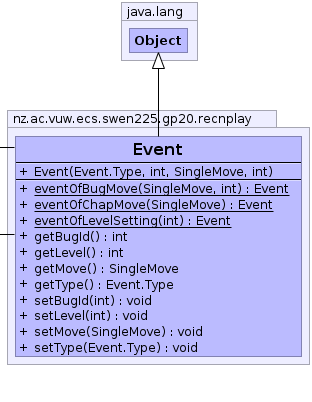 java.lang
Object
nz.ac.vuw.ecs.swen225.gp20.recnplay
Event
+ Event(Event.Type, int, SingleMove, int)
+ eventOfBugMove(SingleMove, int) : Event
+ eventOfChapMove(SingleMove) : Event
+ eventOfLevelSetting(int) : Event
+ getBugId() : int
+ getLevel() : int
+ getMove() : SingleMove
+ getType() : Event.Type
+ setBugId(int) : void
+ setLevel(int) : void
+ setMove(SingleMove) : void
+ setType(Event.Type) : void